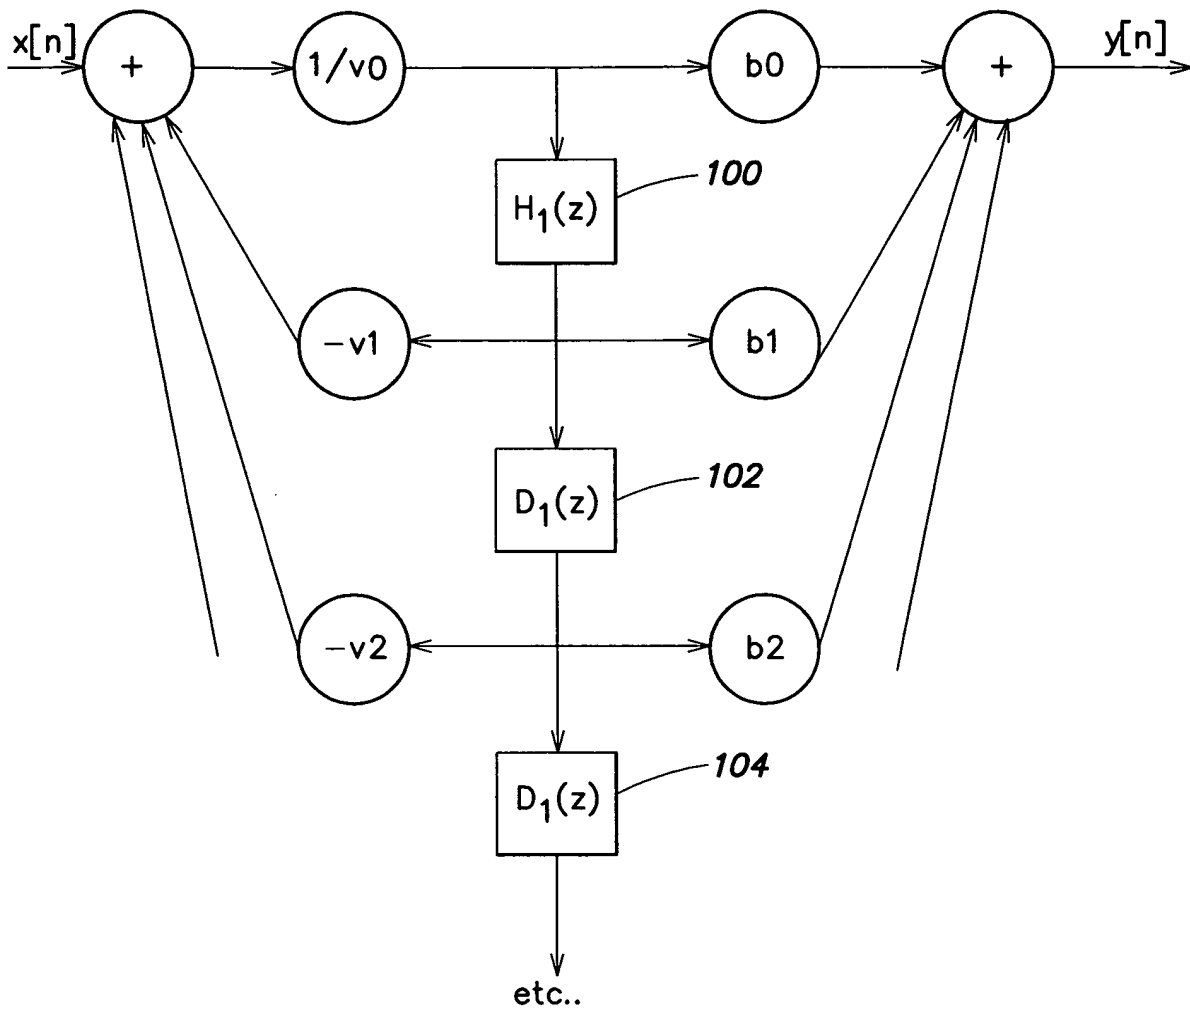 x[n]
+
1/v0
b0
+
y[n]
100
H₁(z)
-v1
b1
102
D₁(z)
-v2
b2
104
D₁(z)
etc..